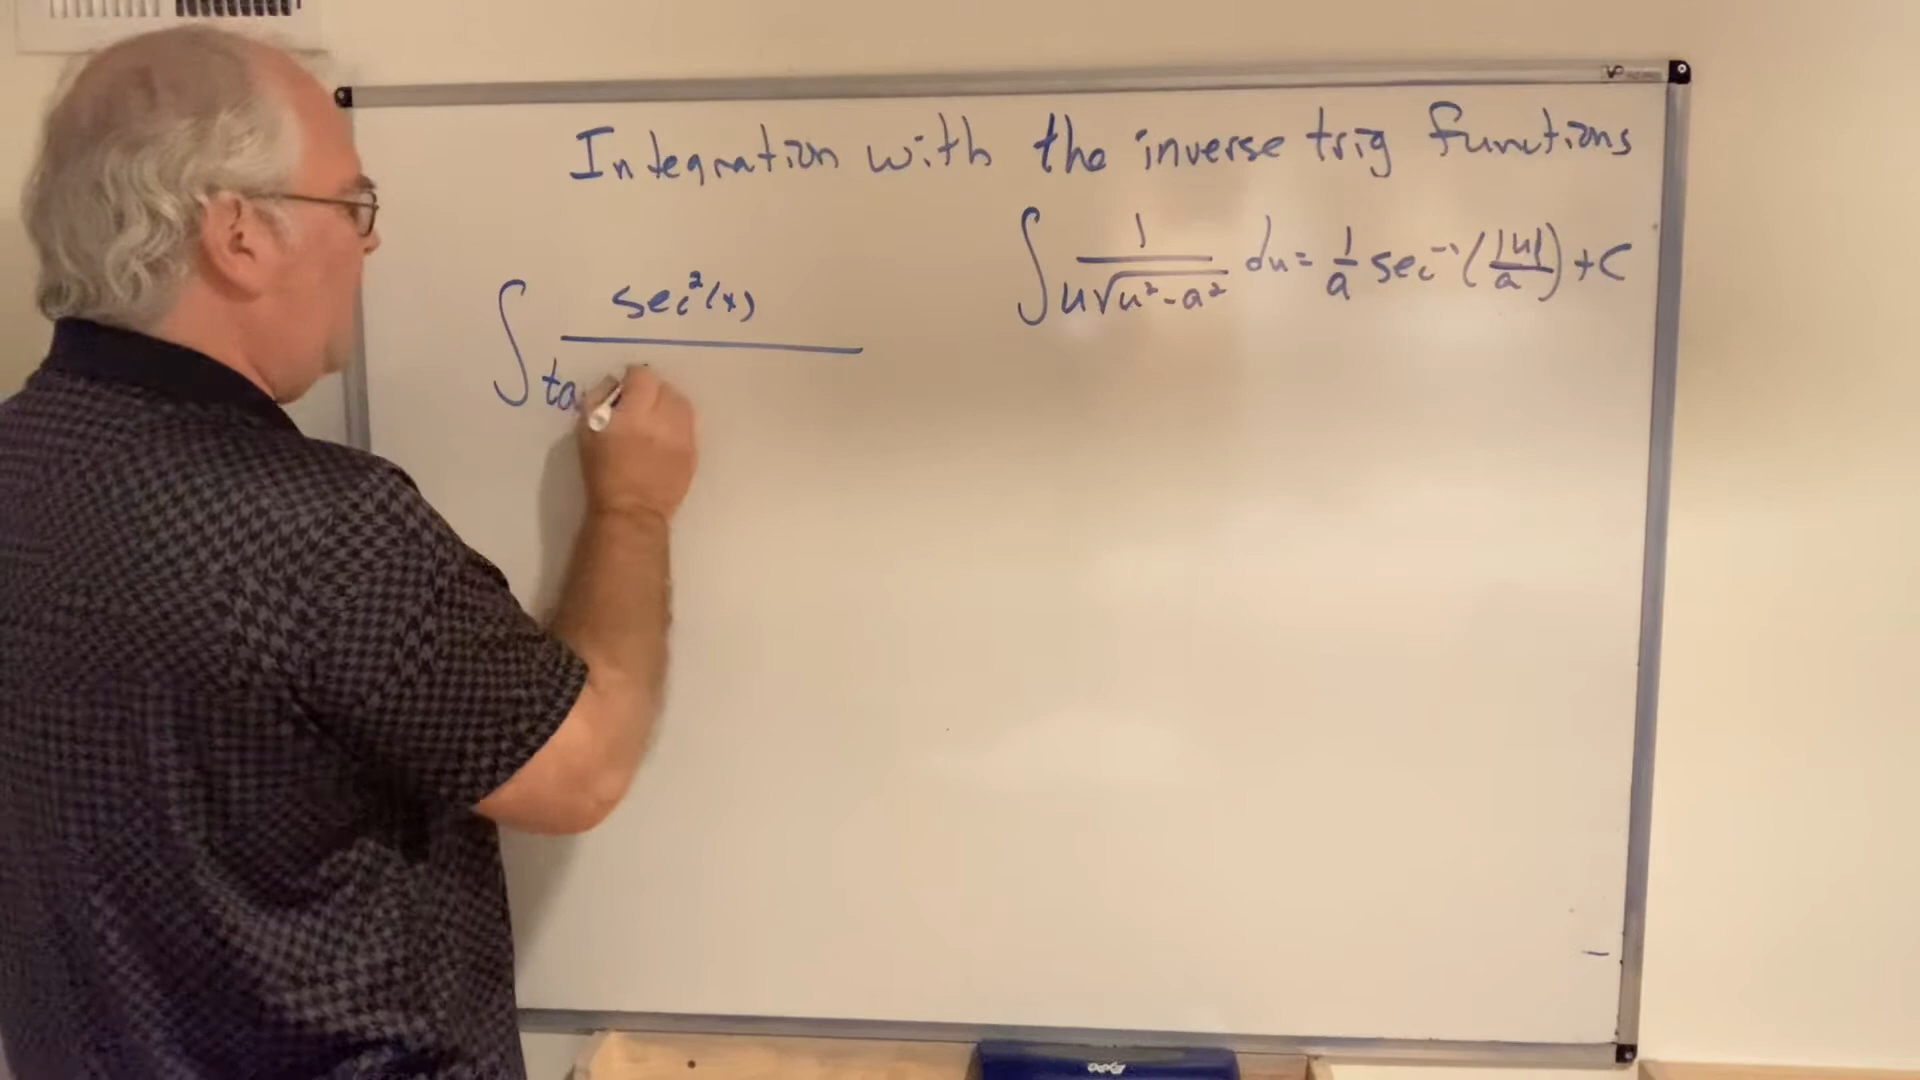 Integration with the inverse trig functions
∫ sec²(x) / ta
∫ 1 / u√u²-a² du = 1/a sec⁻¹(|u|/a) + C